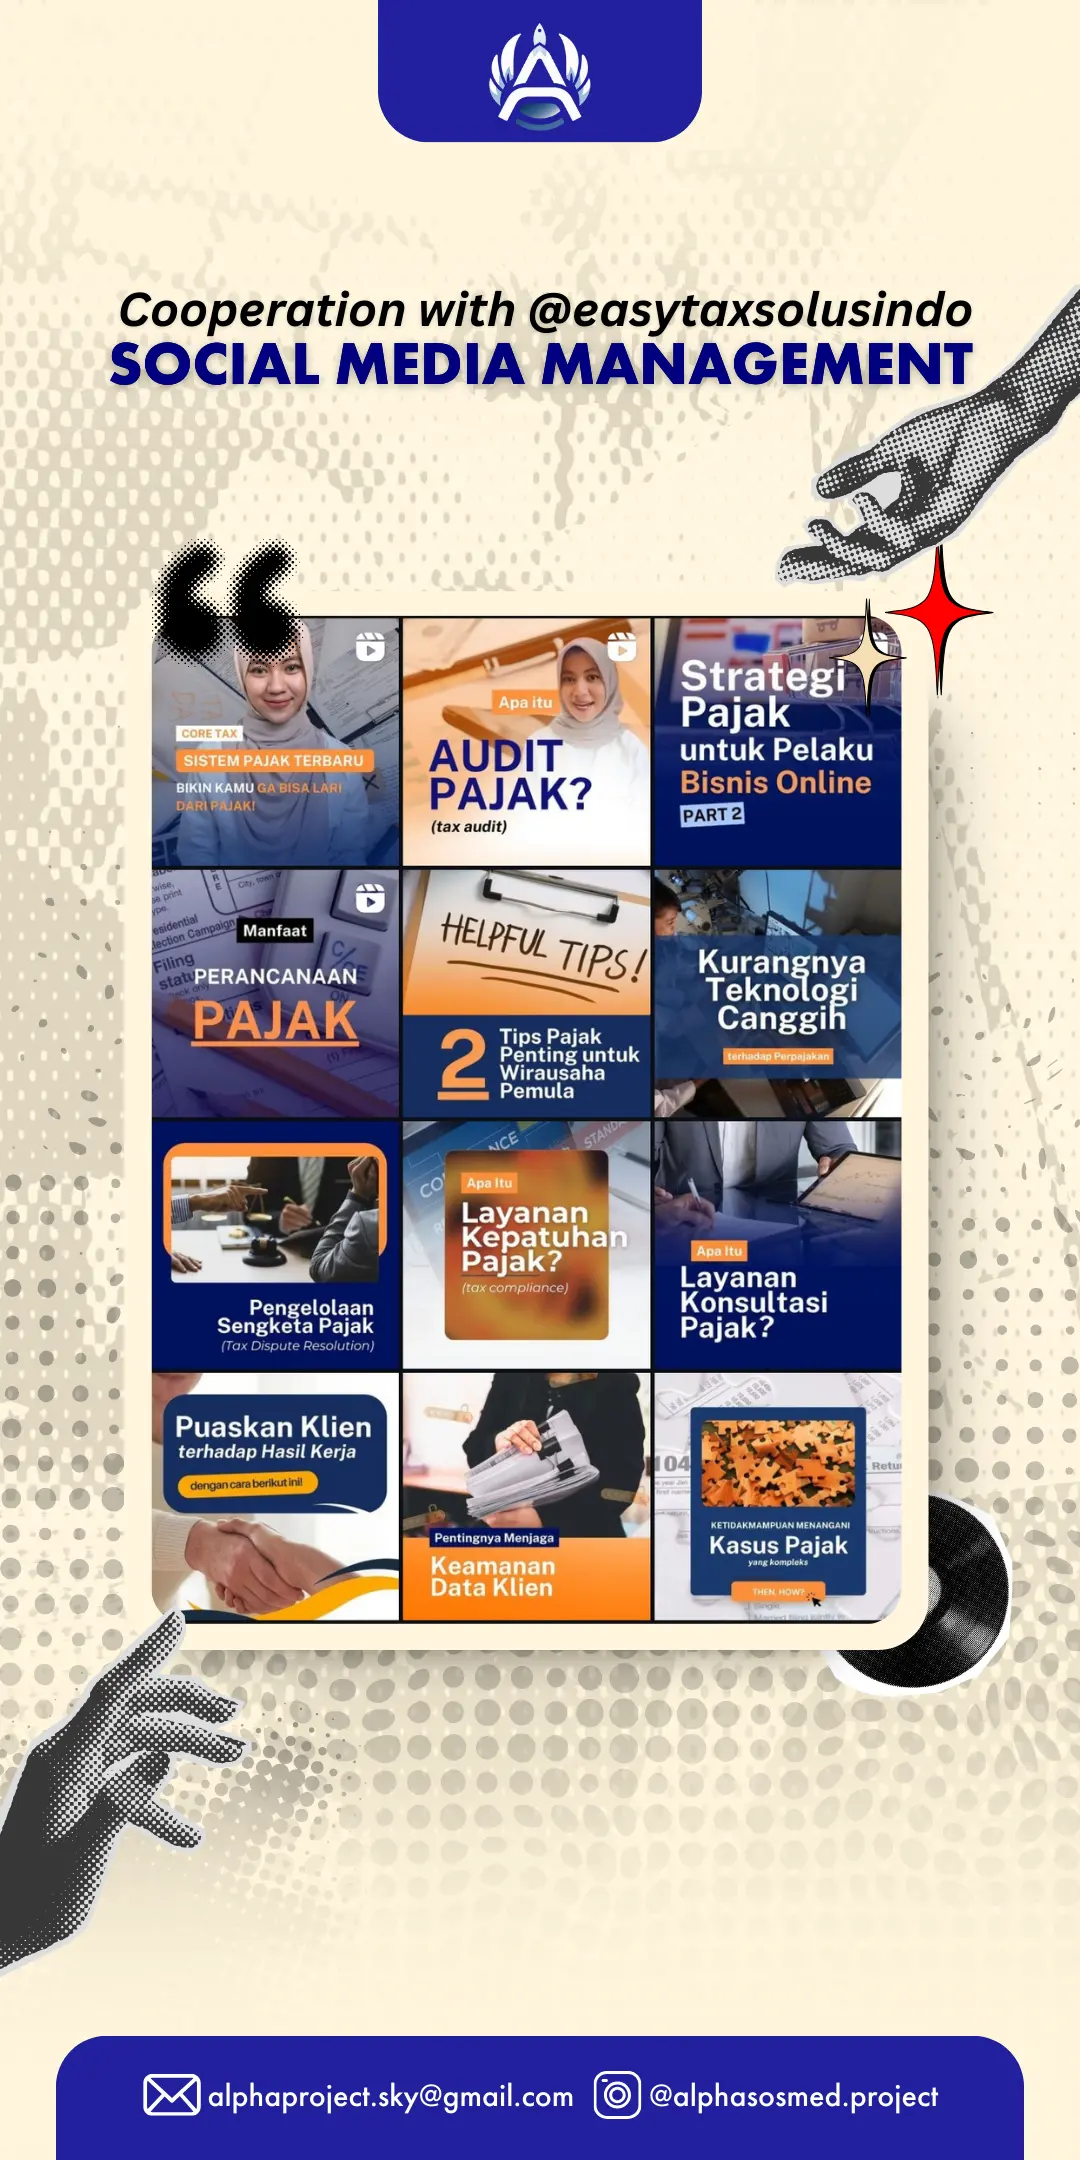 Cooperation with @easytaxsolusindo
SOCIAL MEDIA MANAGEMENT
CORE TAX
SISTEM PAJAK TERBARU
BIKIN KAMU GA BISA LARI
DARI PAJAK!
Apa itu
AUDIT
PAJAK?
(tax audit)
Strategi
Pajak
untuk Pelaku
Bisnis Online
PART 2
Manfaat
PERANCANAAN
PAJAK
Filing
C/CE
ON
HELPFUL TIPS!
2
Tips Pajak
Penting untuk
Wirausaha
Pemula
Kurangnya
Teknologi
Canggih
terhadap Perpajakan
Pengelolaan
Sengketa Pajak
(Tax Dispute Resolution)
Apa Itu
Layanan
Kepatuhan
Pajak?
(tax compliance)
Apa Itu
Layanan
Konsultasi
Pajak?
Puaskan Klien
terhadap Hasil Kerja
dengan cara berikut ini!
Pentingnya Menjaga
Keamanan
Data Klien
KETIDAKMAMPUAN MENANGANI
Kasus Pajak
yang kompleks
THEN, HOW?
alphaproject.sky@gmail.com
@alphasosmed.project